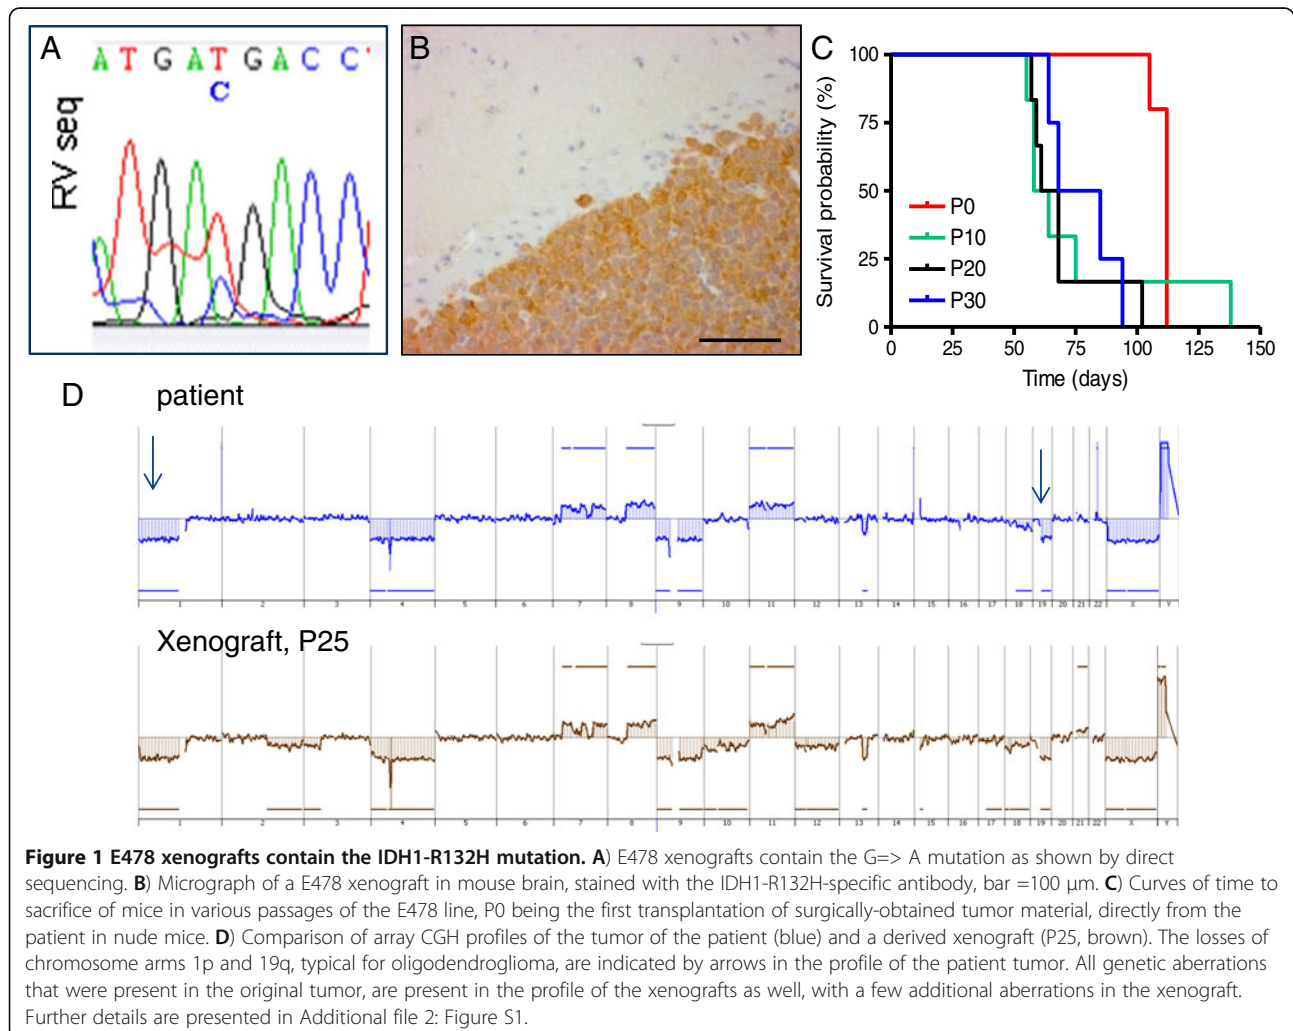 A
ATGATGACC
C
RV seq
B
C
Survival probability (%)
100
75
50
25
0
P0
P10
P20
P30
0 25 50 75 100 125 150
Time (days)
D patient
1 2 3 4 5 6 7 8 9 10 11 12 13 14 15 16 17 18 19 20 21 22 X Y
Xenograft, P25
1 2 3 4 5 6 7 8 9 10 11 12 13 14 15 16 17 18 19 20 21 22 X Y
Figure 1 E478 xenografts contain the IDH1-R132H mutation. A) E478 xenografts contain the G=> A mutation as shown by direct
sequencing. B) Micrograph of a E478 xenograft in mouse brain, stained with the IDH1-R132H-specific antibody, bar =100 μm. C) Curves of time to
sacrifice of mice in various passages of the E478 line, P0 being the first transplantation of surgically-obtained tumor material, directly from the
patient in nude mice. D) Comparison of array CGH profiles of the tumor of the patient (blue) and a derived xenograft (P25, brown). The losses of
chromosome arms 1p and 19q, typical for oligodendroglioma, are indicated by arrows in the profile of the patient tumor. All genetic aberrations
that were present in the original tumor, are present in the profile of the xenografts as well, with a few additional aberrations in the xenograft.
Further details are presented in Additional file 2: Figure S1.